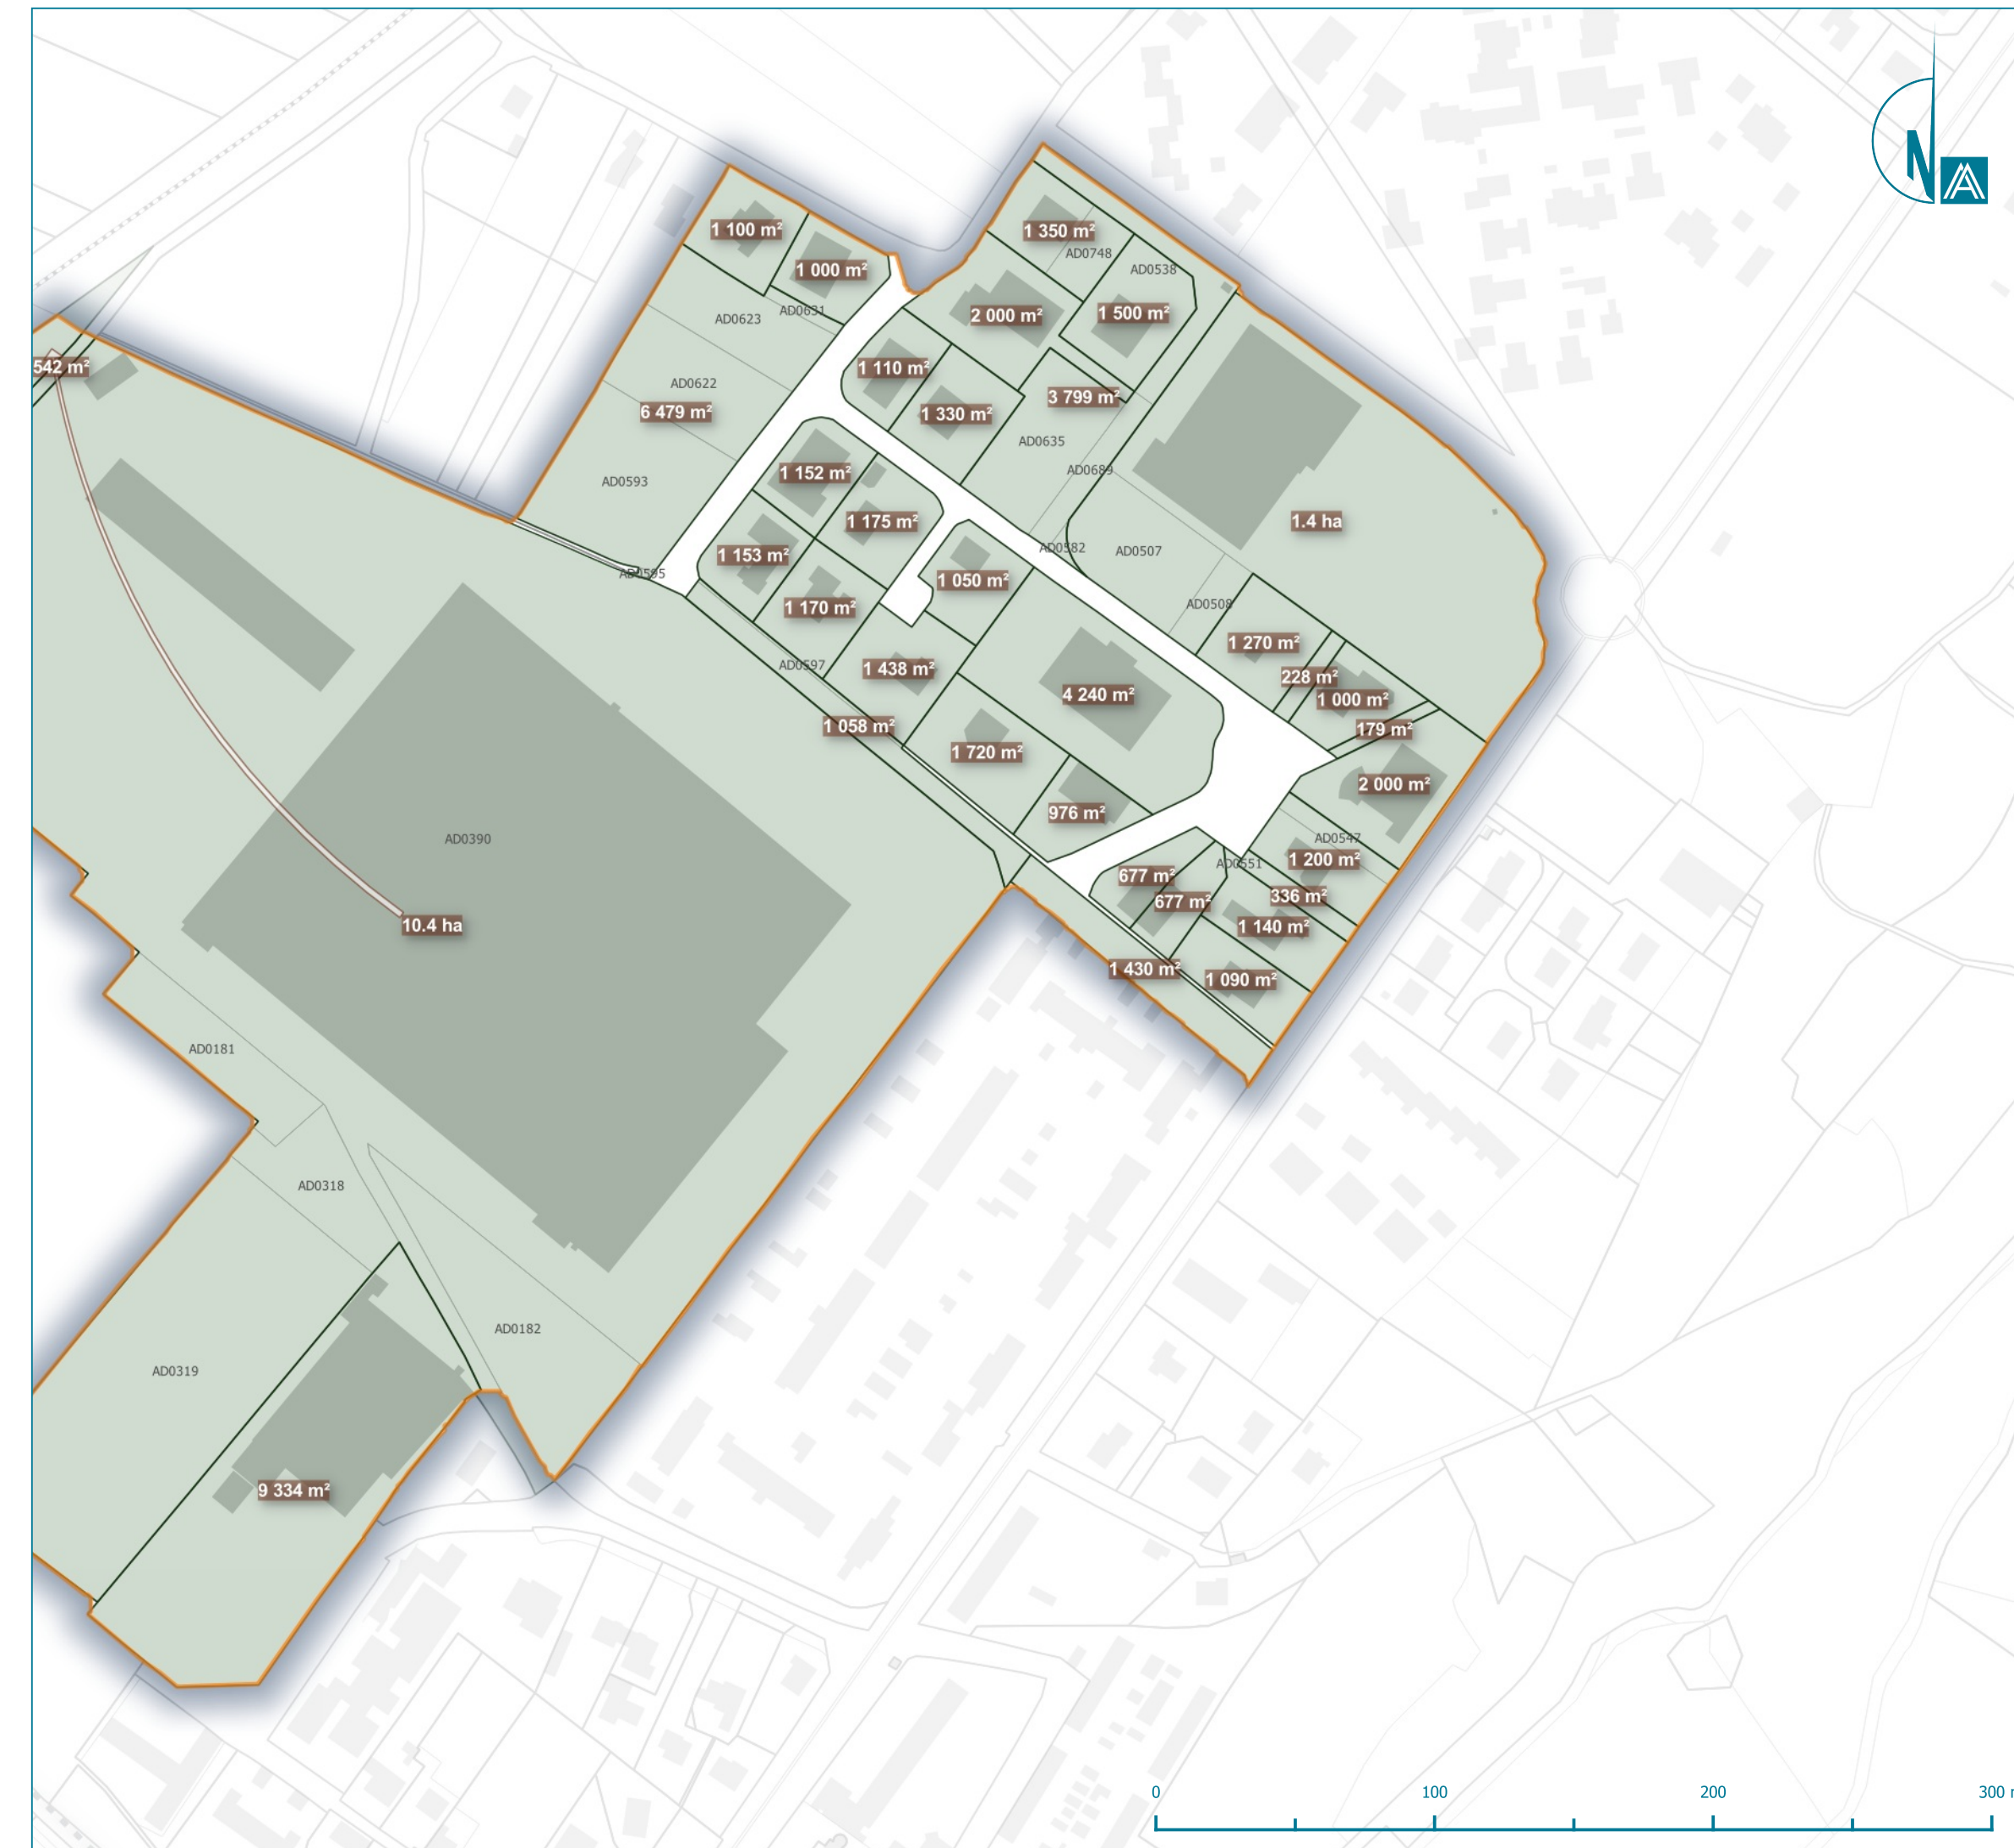 N
1 100 m²
1 350 m²
AD0748
AD0538
1 000 m²
AD0631
AD0623
2 000 m²
1 500 m²
542 m²
1 110 m²
AD0622
6 479 m²
1 330 m²
3 799 m²
AD0635
AD0689
AD0593
1 152 m²
1 175 m²
1.4 ha
AD0582
AD0507
AD0595
1 153 m²
1 050 m²
1 170 m²
AD0508
AD0597
1 438 m²
1 270 m²
228 m²
4 240 m²
1 000 m²
1 058 m²
179 m²
1 720 m²
2 000 m²
976 m²
AD0547
AD0390
1 200 m²
AD0551
677 m²
677 m²
336 m²
10.4 ha
1 140 m²
1 430 m²
1 090 m²
AD0181
AD0318
AD0182
AD0319
9 334 m²
0
100
200
300